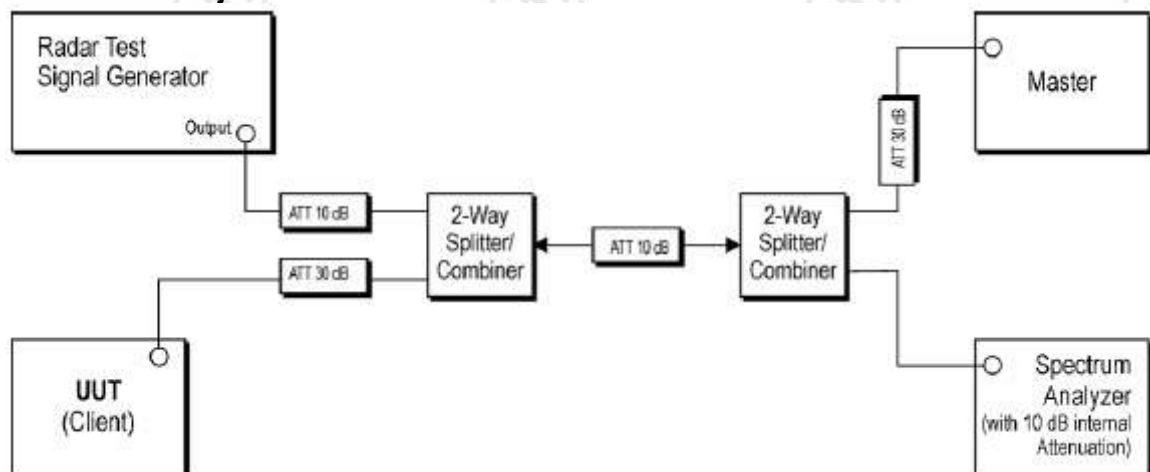 Radar Test
Signal Generator
Output
ATT 10 dB
ATT 30 dB
2-Way
Splitter/
Combiner
ATT 10 dB
2-Way
Splitter/
Combiner
ATT 30 dB
Master
UUT
(Client)
Spectrum
Analyzer
(with 10 dB internal
Attenuation)